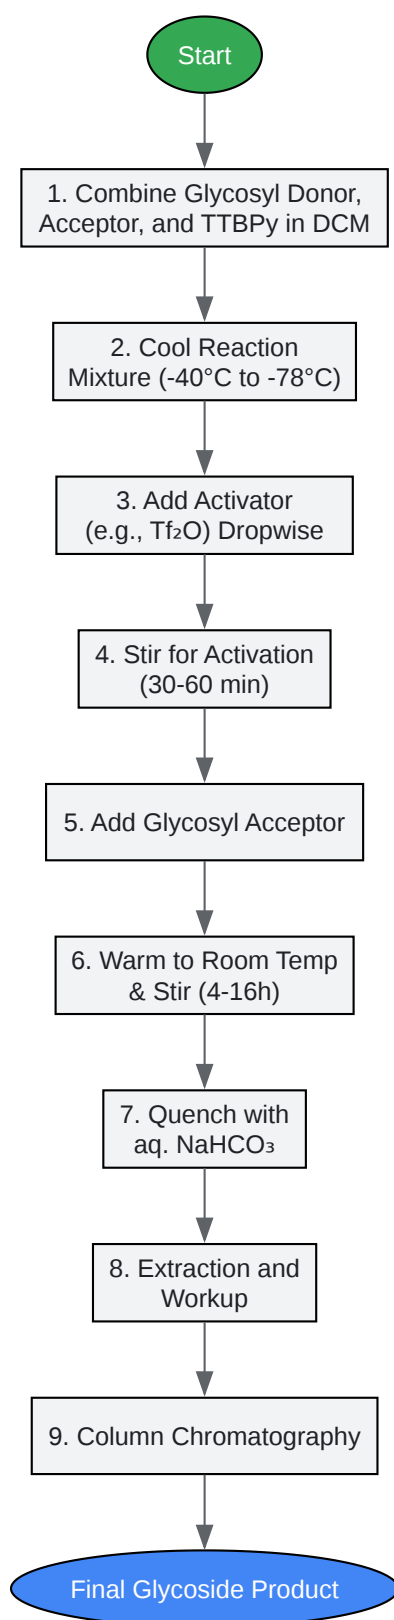 Start
1. Combine Glycosyl Donor,
Acceptor, and TTBPy in DCM
2. Cool Reaction
Mixture (-40°C to -78°C)
3. Add Activator
(e.g., Tf₂O) Dropwise
4. Stir for Activation
(30-60 min)
5. Add Glycosyl Acceptor
6. Warm to Room Temp
& Stir (4-16h)
7. Quench with
aq. NaHCO₃
8. Extraction and
Workup
9. Column Chromatography
Final Glycoside Product